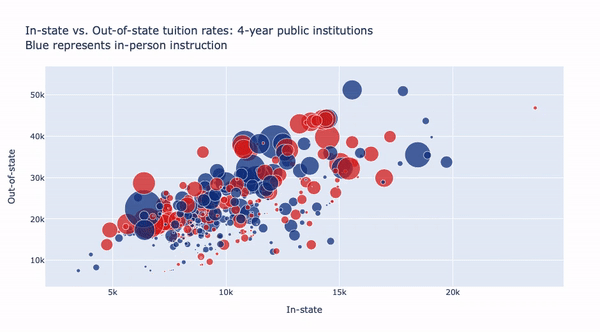 In-state vs. Out-of-state tuition rates: 4-year public institutions
Blue represents in-person instruction
Out-of-state
50k
40k
30k
20k
10k
5k
10k
15k
20k
In-state